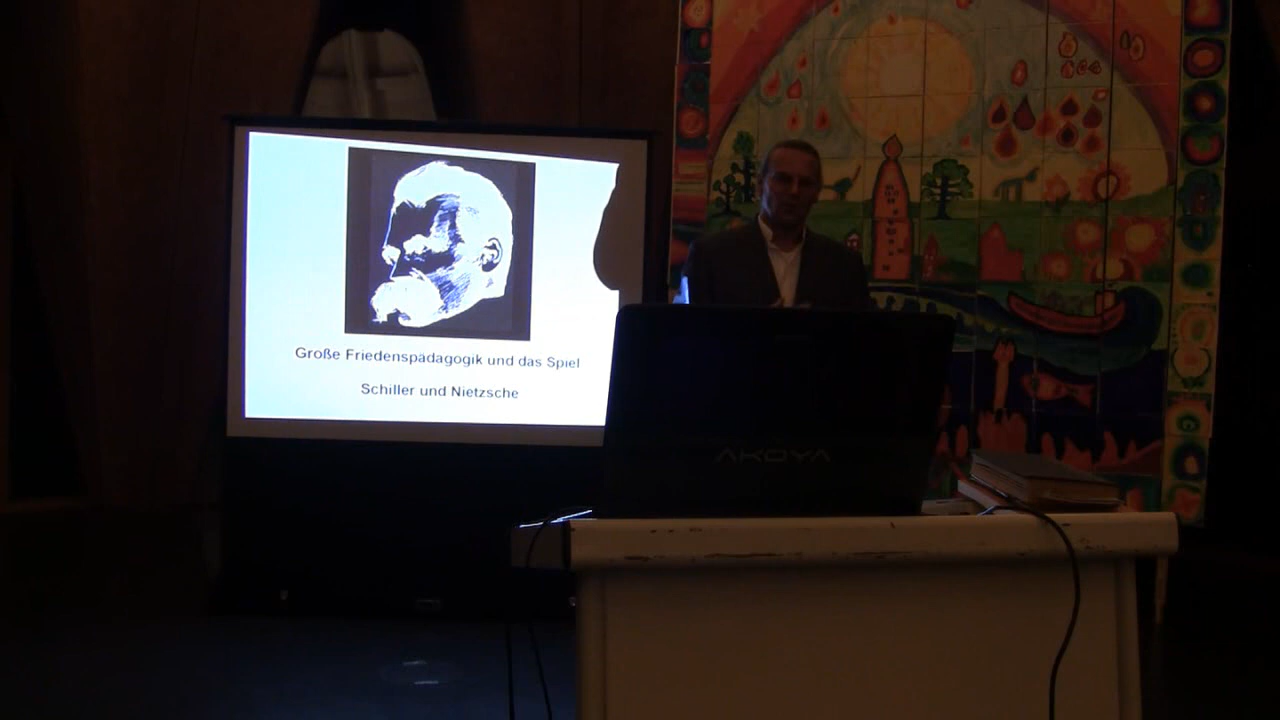 Große Friedenspädagogik und das Spiel
Schiller und Nietzsche
AKOYA